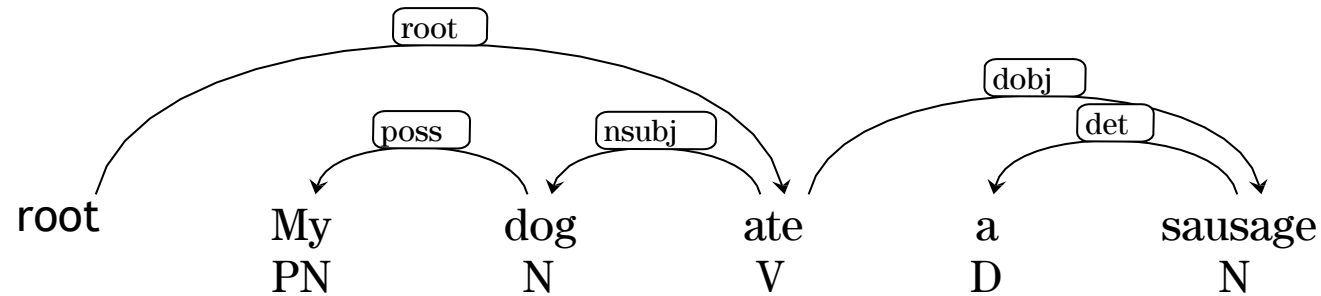 root
dobj
poss nsubj det
root My dog ate a sausage
PN N V D N